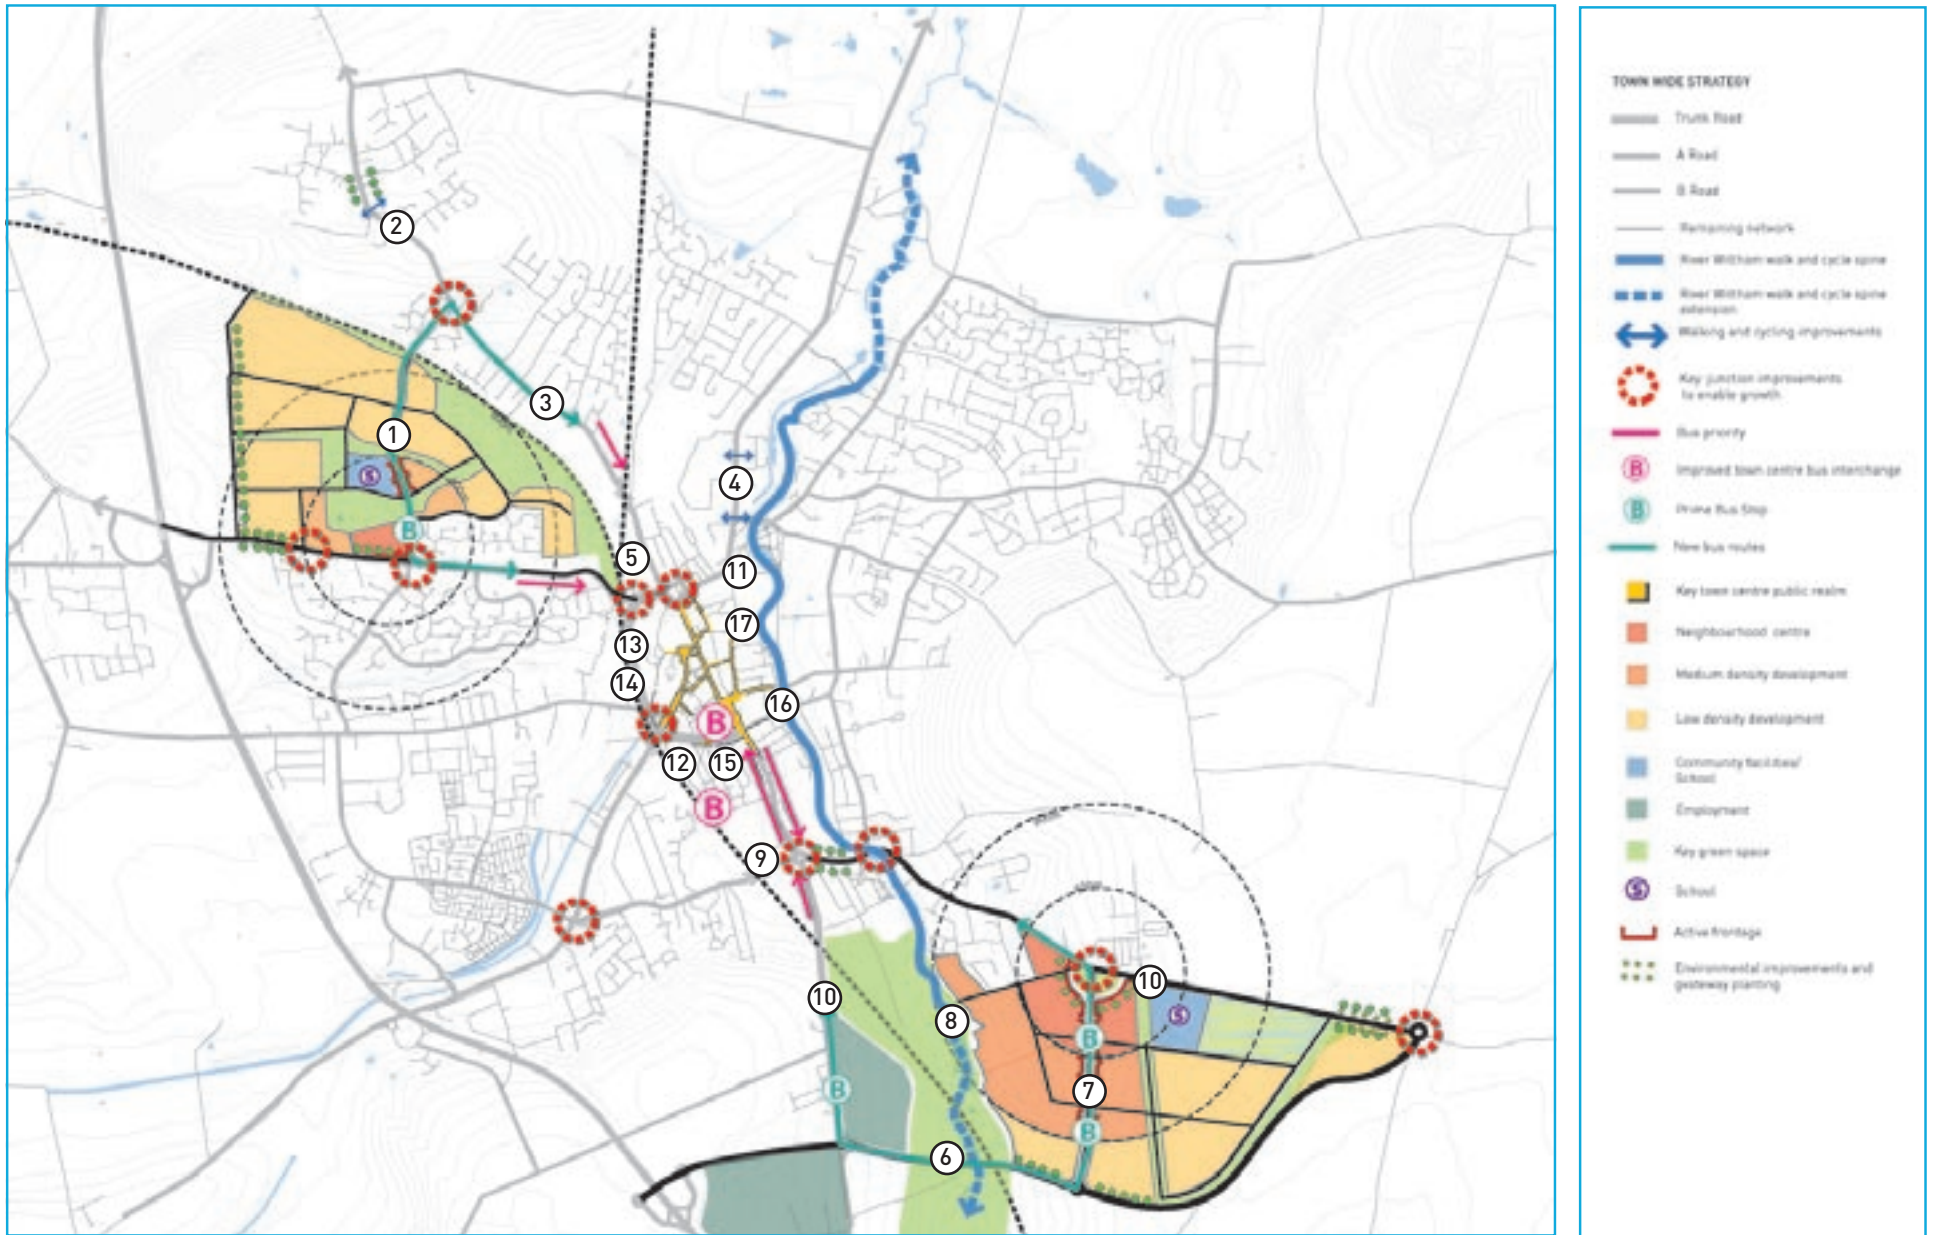 TOWN WIDE STRATEGY
Trunk Road
A Road
B Road
Remaining network
River Witham walk and cycle spine
River Witham walk and cycle spine
extension
Walking and cycling improvements
Key junction improvements
to enable growth
Bus priority
B
Improved town centre bus interchange
B
Prime Bus Stop
New bus routes
Key town centre public realm
Neighbourhood centre
Medium density development
Low density development
Community facilities/
School
Employment
Key green space
S
School
Active frontage
Environmental improvements and
gateway planting
2
3
1
S
4
B
5
11
17
13
14
16
B
12
15
B
9
10
10
8
S
B
B
7
B
6